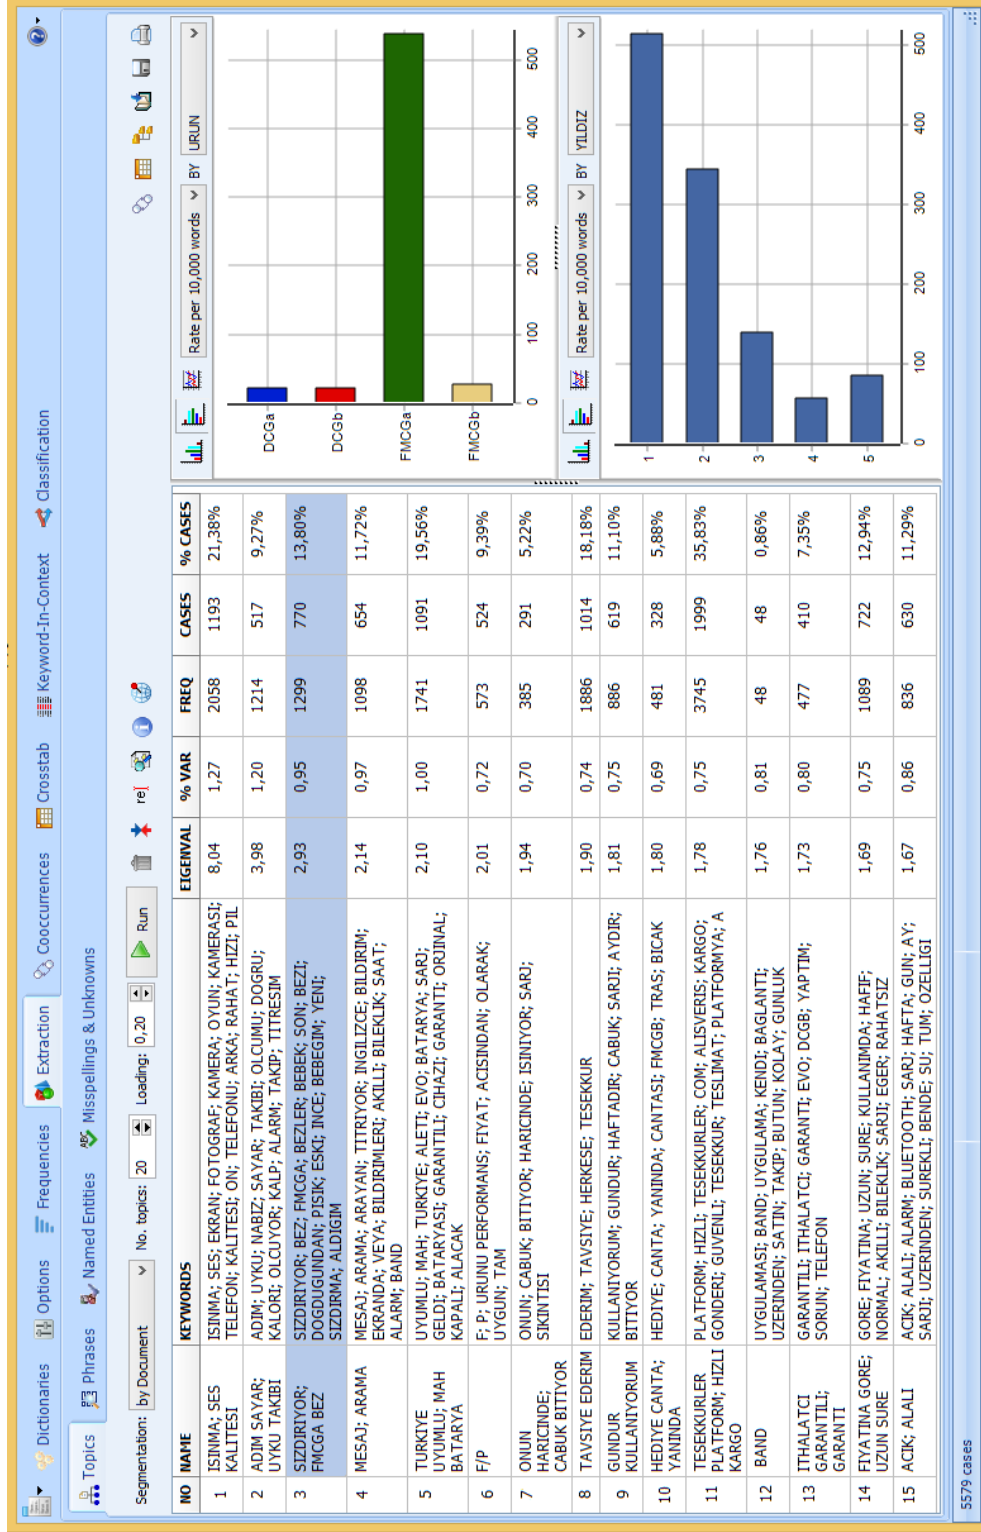 Dictionaries Options Frequencies Extraction Cooccurrences Crosstab Keyword-In-Context Classification
Topics Phrases Named Entities Misspellings & Unknowns
Segmentation: by Document No. topics: 20 Loading: 0,20 Run
NO NAME KEYWORDS EIGENVAL % VAR FREQ CASES % CASES
1 ISINMA; SES ISINMA; SES; EKRAN; FOTOGRAF; KAMERA; OYUN; KAMERASI; 8,04 1,27 2058 1193 21,38%
KALITESI TELEFON; KALITESI; ON; TELEFONU; ARKA; RAHAT; HIZI; PIL
2 ADIM SAYAR; ADIM; UYKU; NABIZ; SAYAR; TAKIBI; OLCUMU; DOGRU; 3,98 1,20 1214 517 9,27%
UYKU TAKIBI KALORI; OLCUYOR; KALP; ALARM; TAKIP; TITRESIM
3 SIZDIRIYOR; SIZDIRIYOR; BEZ; FMCGA; BEZLER; BEBEK; SON; BEZI; 2,93 0,95 1299 770 13,80%
FMCGA BEZ DOGDUGUNDAN; PISIK; ESKI; INCE; BEBEGIM; YENI;
SIZDIRMA; ALDIGIM
4 MESAJ; ARAMA MESAJ; ARAMA; ARAYAN; TITRIYOR; INGILIZCE; BILDIRIM; 2,14 0,97 1098 654 11,72%
EKRANDA; VEYA; BILDIRIMLERI; AKILLI; BILEKLIK; SAAT;
ALARM; BAND
5 TURKIYE UYUMLU; MAH; TURKIYE; ALETI; EVO; BATARYA; SARJ; 2,10 1,00 1741 1091 19,56%
UYUMLU; MAH GELDI; BATARYASI; GARANTILI; CIHAZI; GARANTI; ORJINAL;
BATARYA KAPALI; ALACAK
6 F/P F; P; URUNU PERFORMANS; FIYAT; ACISINDAN; OLARAK; 2,01 0,72 573 524 9,39%
UYGUN; TAM
7 ONUN ONUN; CABUK; BITIYOR; HARICINDE; ISINIYOR; SARJ; 1,94 0,70 385 291 5,22%
HARICINDE; SIKINTISI
CABUK BITIYOR
8 TAVSIYE EDERIM EDERIM; TAVSIYE; HERKESE; TESEKKUR 1,90 0,74 1886 1014 18,18%
9 GUNDUR KULLANIYORUM; GUNDUR; HAFTADIR; CABUK; SARJI; AYDIR; 1,81 0,75 886 619 11,10%
KULLANIYORUM BITIYOR
10 HEDIYE CANTA; HEDIYE; CANTA; YANINDA; CANTASI; FMCGB; TRAS; BICAK 1,80 0,69 481 328 5,88%
YANINDA
11 TESEKKURLER PLATFORM; HIZLI; TESEKKURLER; COM; ALISVERIS; KARGO; 1,78 0,75 3745 1999 35,83%
PLATFORM; HIZLI GONDERI; GUVENLI; TESEKKUR; TESLIMAT; PLATFORMYA; A
KARGO
12 BAND UYGULAMASI; BAND; UYGULAMA; KENDI; BAGLANTI; 1,76 0,81 48 48 0,86%
UZERINDEN; SATIN; TAKIP; BUTUN; KOLAY; GUNLUK
13 ITHALATCI GARANTILI; ITHALATCI; GARANTI; EVO; DCGB; YAPTIM; 1,73 0,80 477 410 7,35%
GARANTILI; SORUN; TELEFON
GARANTI
14 FIYATINA GORE; GORE; FIYATINA; UZUN; SURE; KULLANIMDA; HAFIF; 1,69 0,75 1089 722 12,94%
UZUN SURE NORMAL; AKILLI; BILEKLIK; SARJI; EGER; RAHATSIZ
15 ACIK; ALALI ACIK; ALALI; ALARM; BLUETOOTH; SARJ; HAFTA; GUN; AY; 1,67 0,86 836 630 11,29%
SARJI; UZERINDEN; SUREKLI; BENDE; SU; TUM; OZELLIGI
Rate per 10,000 words BY URUN
DCGa
DCGb
FMCGa
FMCGb
0 100 200 300 400 500
Rate per 10,000 words BY YILDIZ
1
2
3
4
5
0 100 200 300 400 500
5579 cases